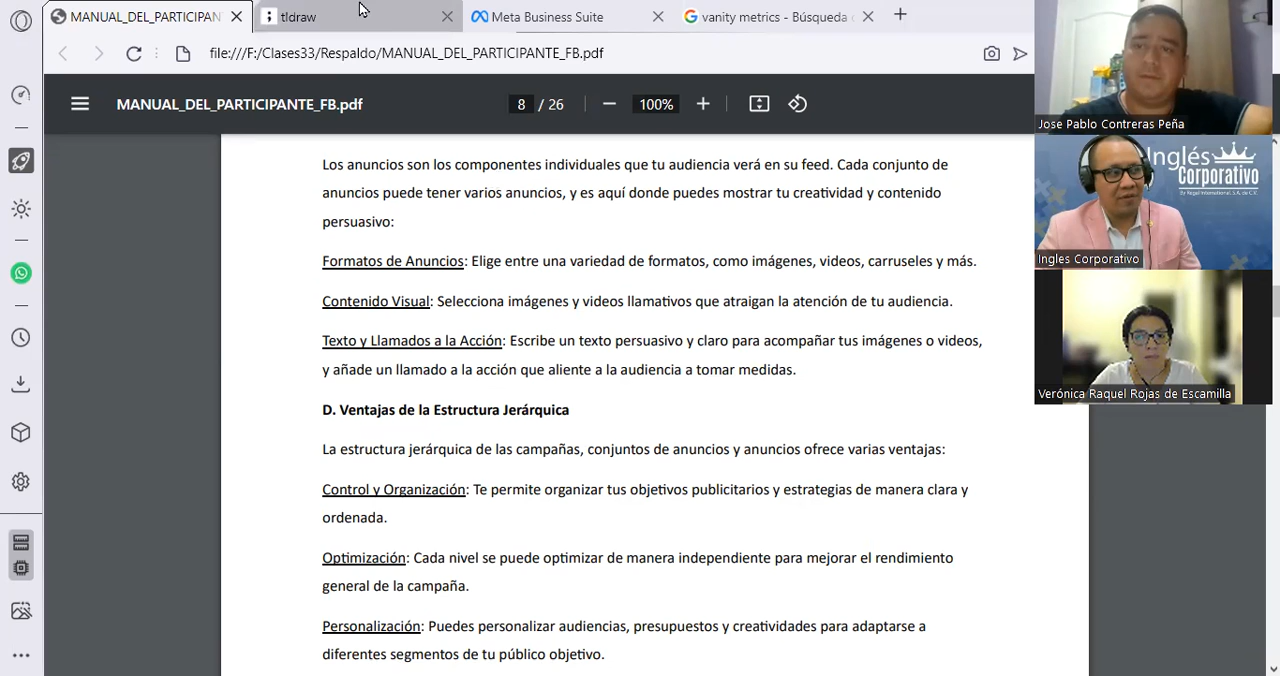 MANUAL_DEL_PARTICIPAN
tldraw
Meta Business Suite
vanity metrics - Búsqueda
file:///F:/Clases33/Respaldo/MANUAL_DEL_PARTICIPANTE_FB.pdf
MANUAL_DEL_PARTICIPANTE_FB.pdf
8 / 26
100%
Los anuncios son los componentes individuales que tu audiencia verá en su feed. Cada conjunto de
anuncios puede tener varios anuncios, y es aquí donde puedes mostrar tu creatividad y contenido
persuasivo:
Formatos de Anuncios: Elige entre una variedad de formatos, como imágenes, videos, carruseles y más.
Contenido Visual: Selecciona imágenes y videos llamativos que atraigan la atención de tu audiencia.
Texto y Llamados a la Acción: Escribe un texto persuasivo y claro para acompañar tus imágenes o videos,
y añade un llamado a la acción que aliente a la audiencia a tomar medidas.
D. Ventajas de la Estructura Jerárquica
La estructura jerárquica de las campañas, conjuntos de anuncios y anuncios ofrece varias ventajas:
Control y Organización: Te permite organizar tus objetivos publicitarios y estrategias de manera clara y
ordenada.
Optimización: Cada nivel se puede optimizar de manera independiente para mejorar el rendimiento
general de la campaña.
Personalización: Puedes personalizar audiencias, presupuestos y creatividades para adaptarse a
diferentes segmentos de tu público objetivo.
Jose Pablo Contreras Peña
Inglés
Corporativo
By Regal International, S.A. de C.V.
Ingles Corporativo
Verónica Raquel Rojas de Escamilla